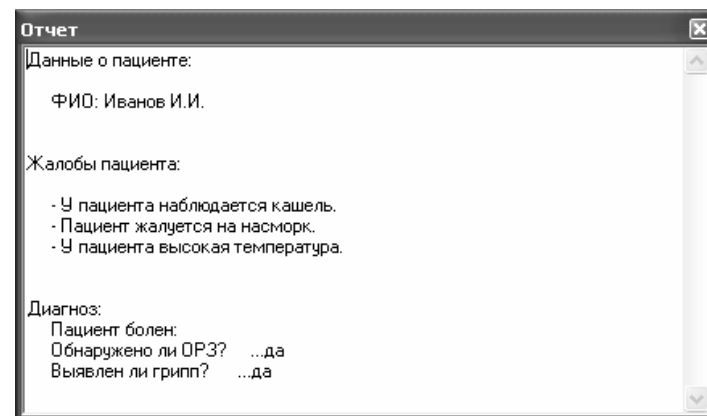 Отчет
Данные о пациенте:
ФИО: Иванов И.И.
Жалобы пациента:
- У пациента наблюдается кашель.
- Пациент жалуется на насморк.
- У пациента высокая температура.
Диагноз:
Пациент болен:
Обнаружено ли ОРЗ? ...да
Выявлен ли грипп? ...да